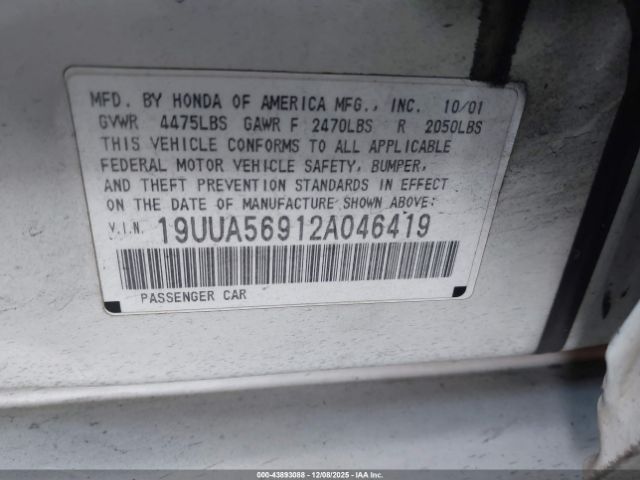 MFD. BY HONDA OF AMERICA MFG., INC. 10/01
GVWR 4475LBS GAWR F 2470LBS R 2050LBS
THIS VEHICLE CONFORMS TO ALL APPLICABLE
FEDERAL MOTOR VEHICLE SAFETY, BUMPER,
AND THEFT PREVENTION STANDARDS IN EFFECT
ON THE DATE OF MANUFACTURE SHOWN ABOVE:
V.I.N. 19UUA56912A046419
PASSENGER CAR
000-43893088 - 12/08/2025 - IAAI.COM